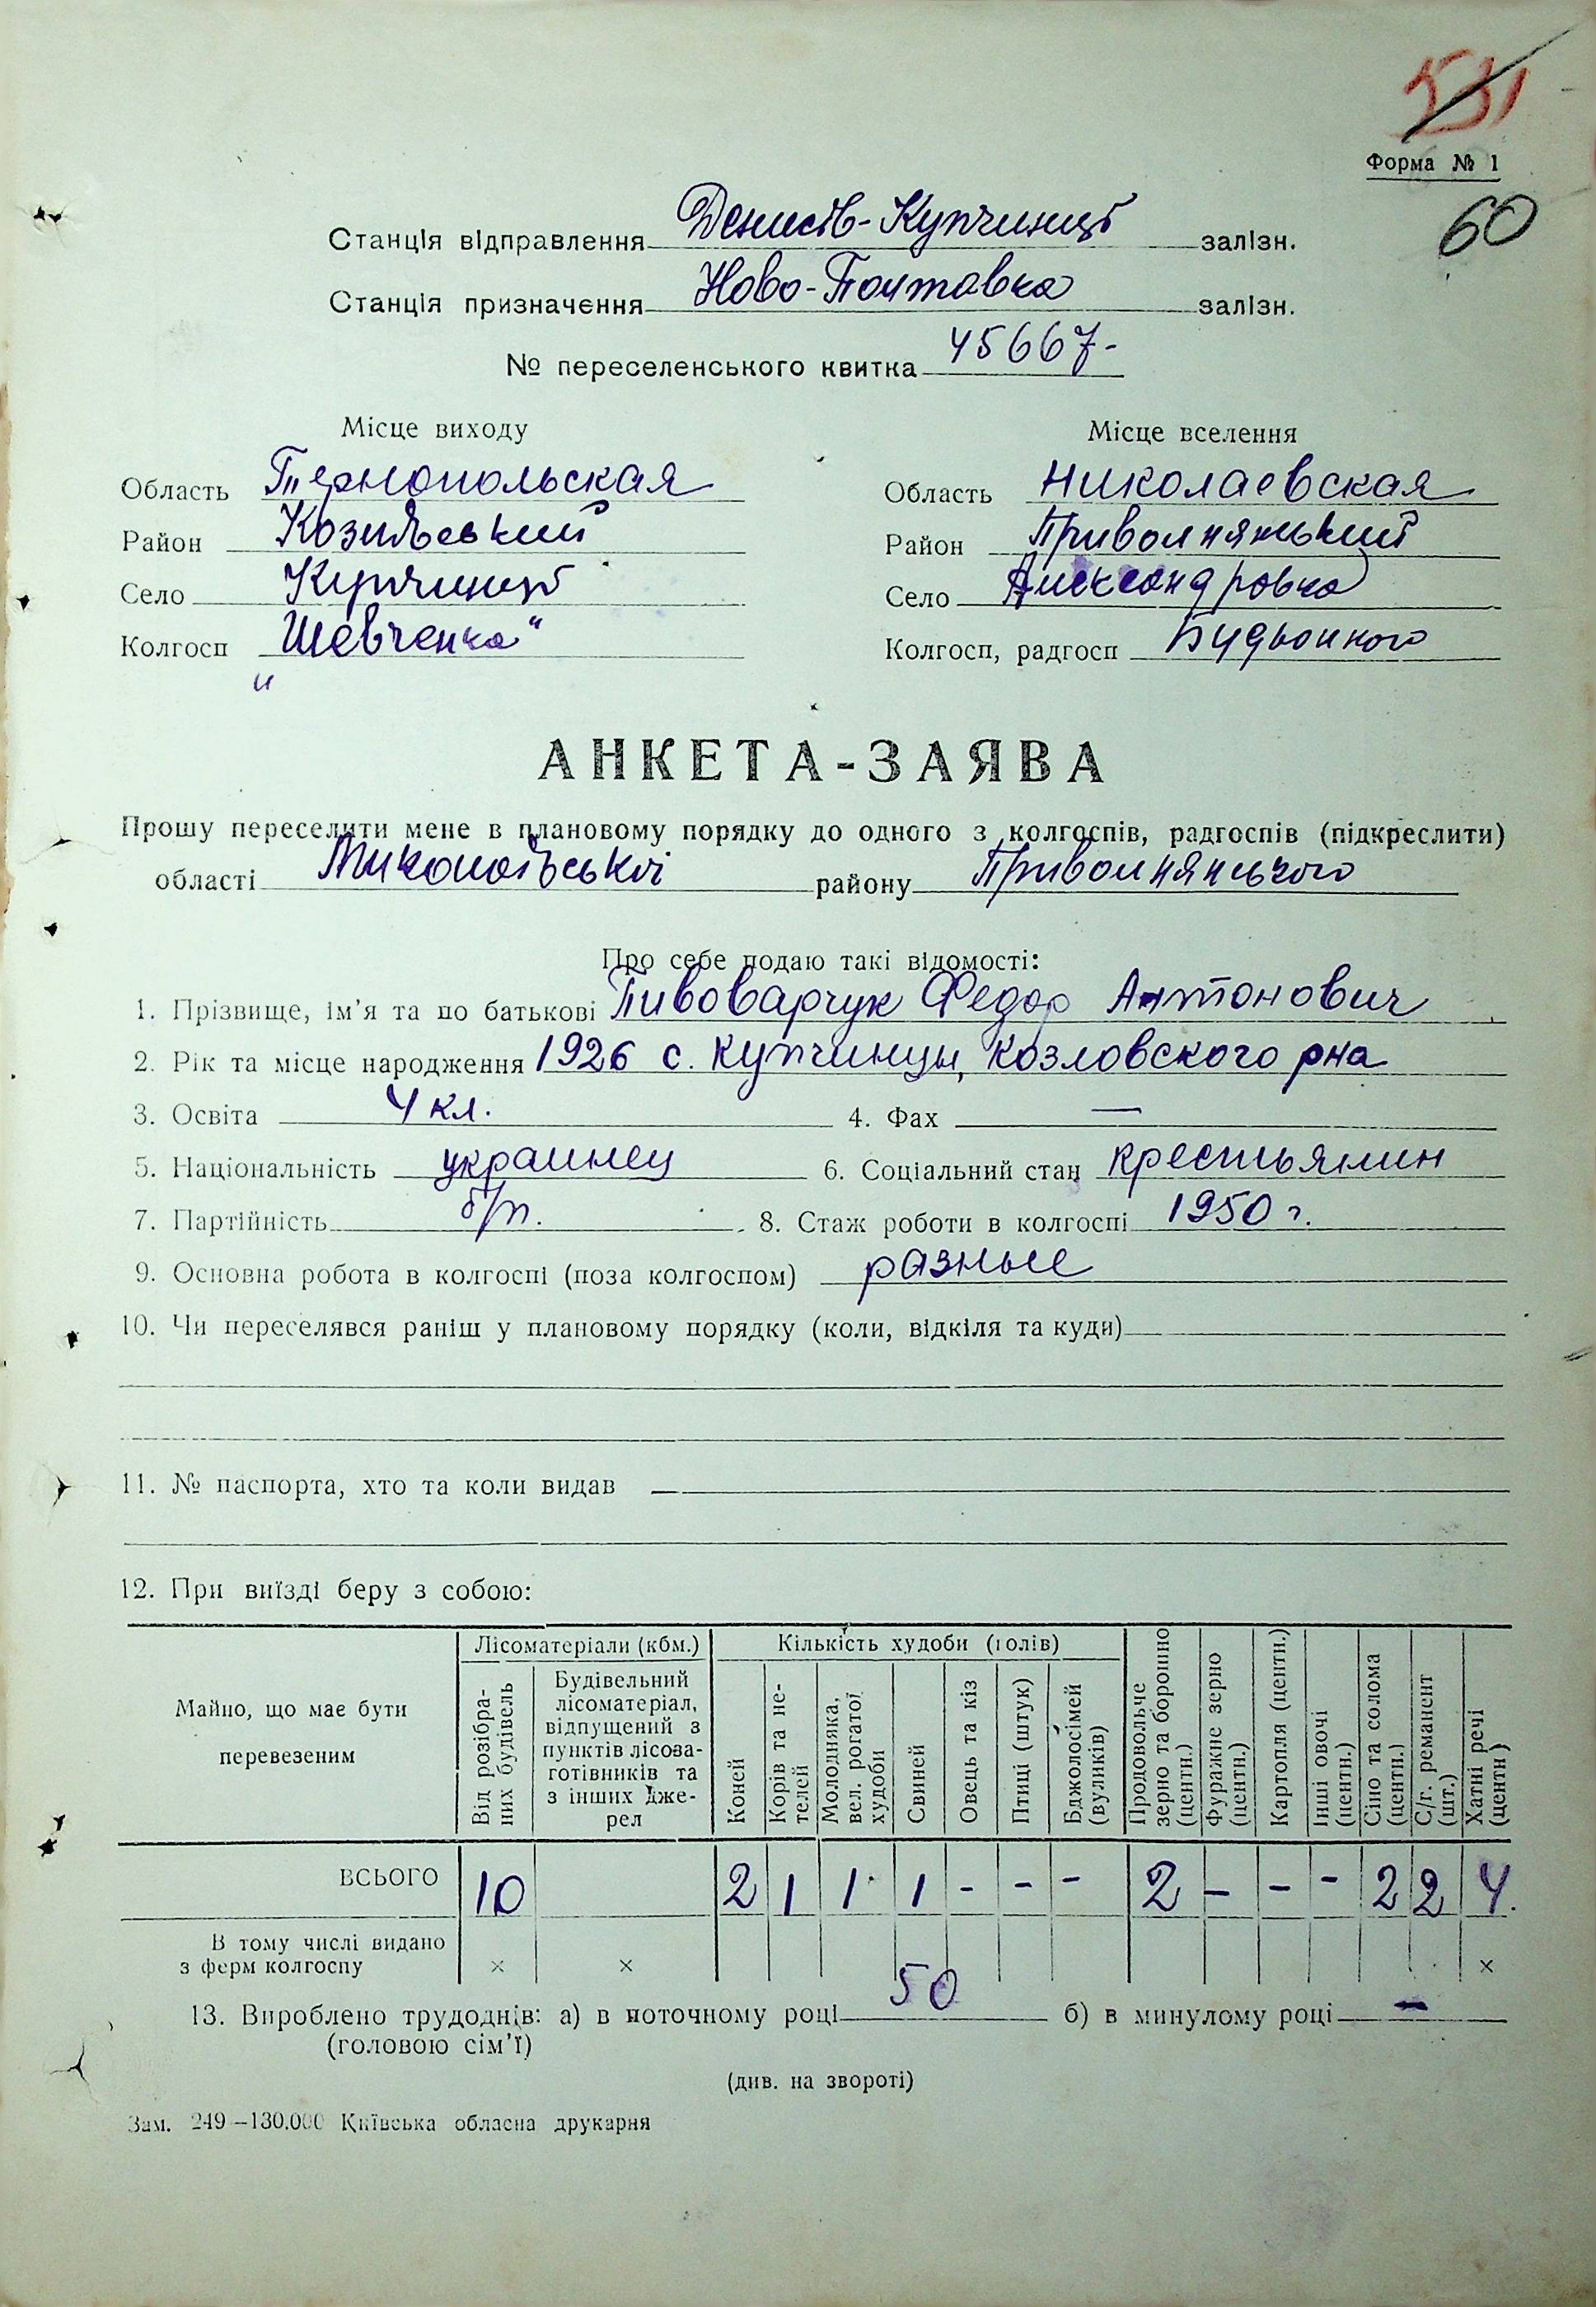 531
Форма № 1
60
Станція відправлення Денисів-Купчинці залізн.
Станція призначення Ново-Полтавка залізн.
№ переселенського квитка 45667-
Місце виходу
Місце вселення
Область Тернопольская
Область Николаевская
Район Козлівський
Район Привольнянський
Село Купчинці
Село Александровка
Колгосп „Шевченка“
Колгосп, радгосп Будьонного
АНКЕТА-ЗАЯВА
Прошу переселити мене в плановому порядку до одного з колгоспів, радгоспів (підкреслити)
області Миколаївської району Привольнянського
Про себе подаю такі відомості:
1. Прізвище, ім'я та по батькові Пивоварчук Федор Антонович
2. Рік та місце народження 1926 с. Купчинцы, Козловского рна
3. Освіта 4 кл. 4. Фах —
5. Національність украинец 6. Соціальний стан крестьянин
7. Партійність б/п. 8. Стаж роботи в колгоспі 1950 г.
9. Основна робота в колгоспі (поза колгоспом) разные
10. Чи переселявся раніш у плановому порядку (коли, відкіля та куди)
11. № паспорта, хто та коли видав
12. При виїзді беру з собою:
Майно, що має бути перевезеним
Лісоматеріали (кбм.)
Від розібраних будівель
Будівельний лісоматеріал, відпущений з пунктів лісозаготівників та з інших джерел
Кількість худоби (голів)
Коней
Корів та нетелей
Молодняка, вел. рогатої худоби
Свиней
Овець та кіз
Птиці (штук)
Бджолосімей (вуликів)
Продовольче зерно та борошно (центн.)
Фуражне зерно (центн.)
Картопля (центн.)
Інші овочі (центн.)
Сіно та солома (центн.)
С/г. реманент (шт.)
Хатні речі (центн)
ВСЬОГО 10 2 1 1 1 - - - 2 - - - 2 2 4.
В тому числі видано з ферм колгоспу × × ×
13. Вироблено трудоднів: а) в поточному році 50 б) в минулому році —
(головою сім'ї)
(див. на звороті)
Зам. 249—130.000 Київська обласна друкарня